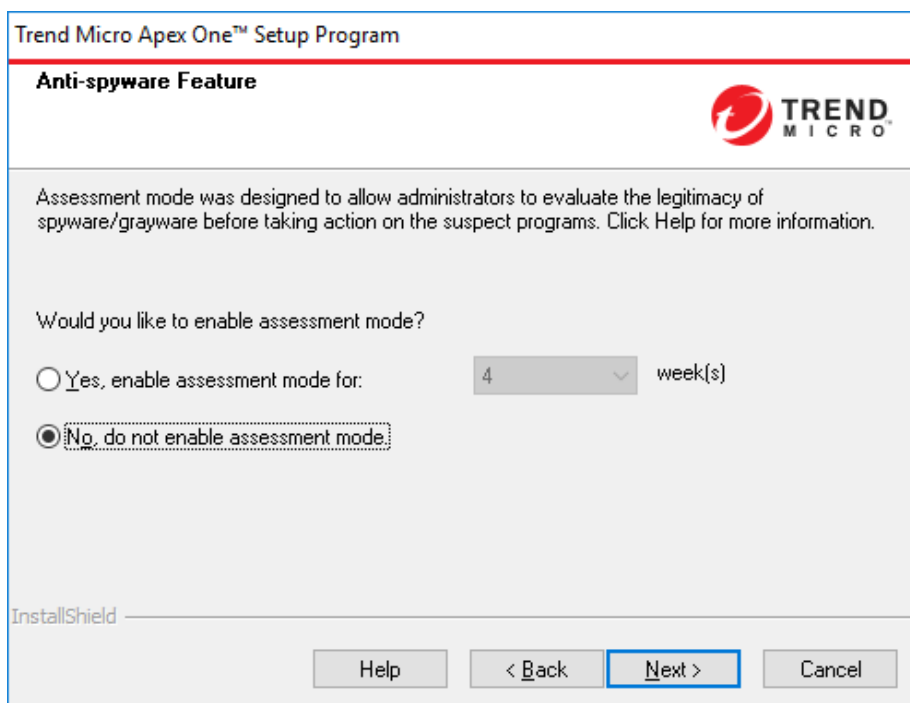 Trend Micro Apex One™ Setup Program
Anti-spyware Feature
TREND
MICRO™
Assessment mode was designed to allow administrators to evaluate the legitimacy of
spyware/grayware before taking action on the suspect programs. Click Help for more information.
Would you like to enable assessment mode?
Yes, enable assessment mode for: 4 week(s)
No, do not enable assessment mode.
InstallShield
Help < Back Next > Cancel